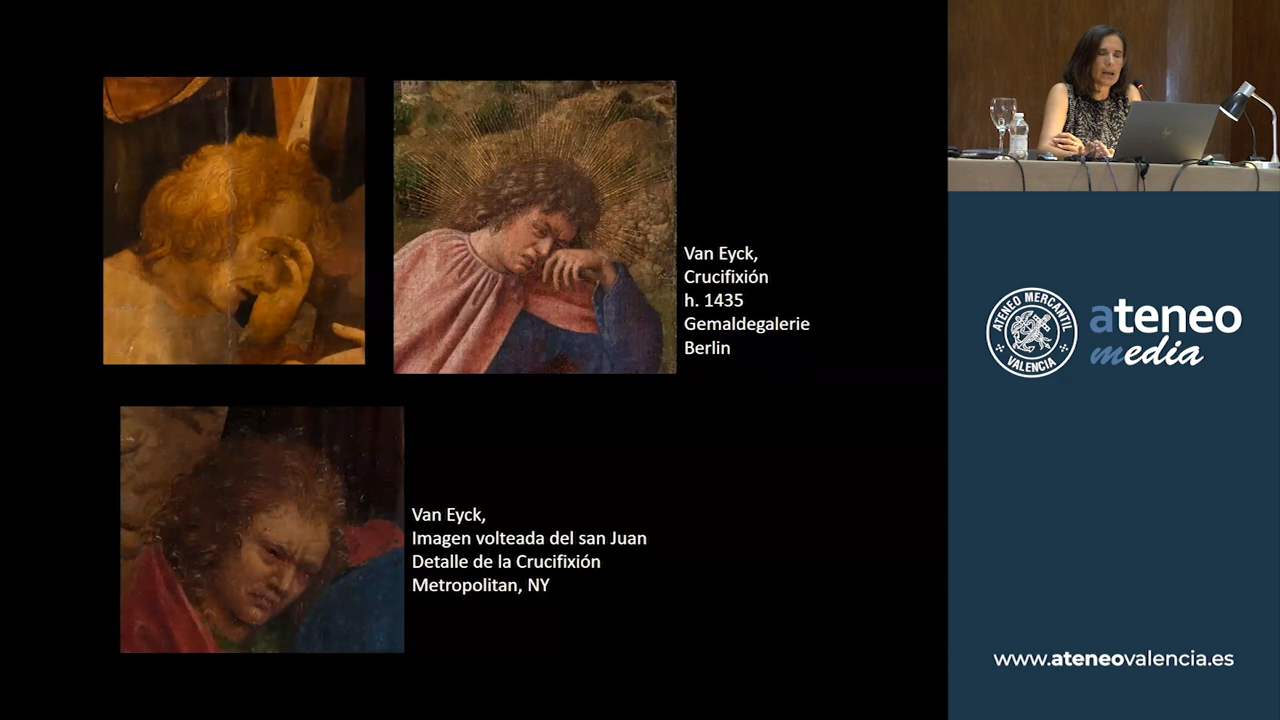 Van Eyck,
Crucifixión
h. 1435
Gemaldegalerie
Berlin
Van Eyck,
Imagen volteada del san Juan
Detalle de la Crucifixión
Metropolitan, NY
ATENEO MERCANTIL
VALENCIA
ateneo
media
www.ateneovalencia.es